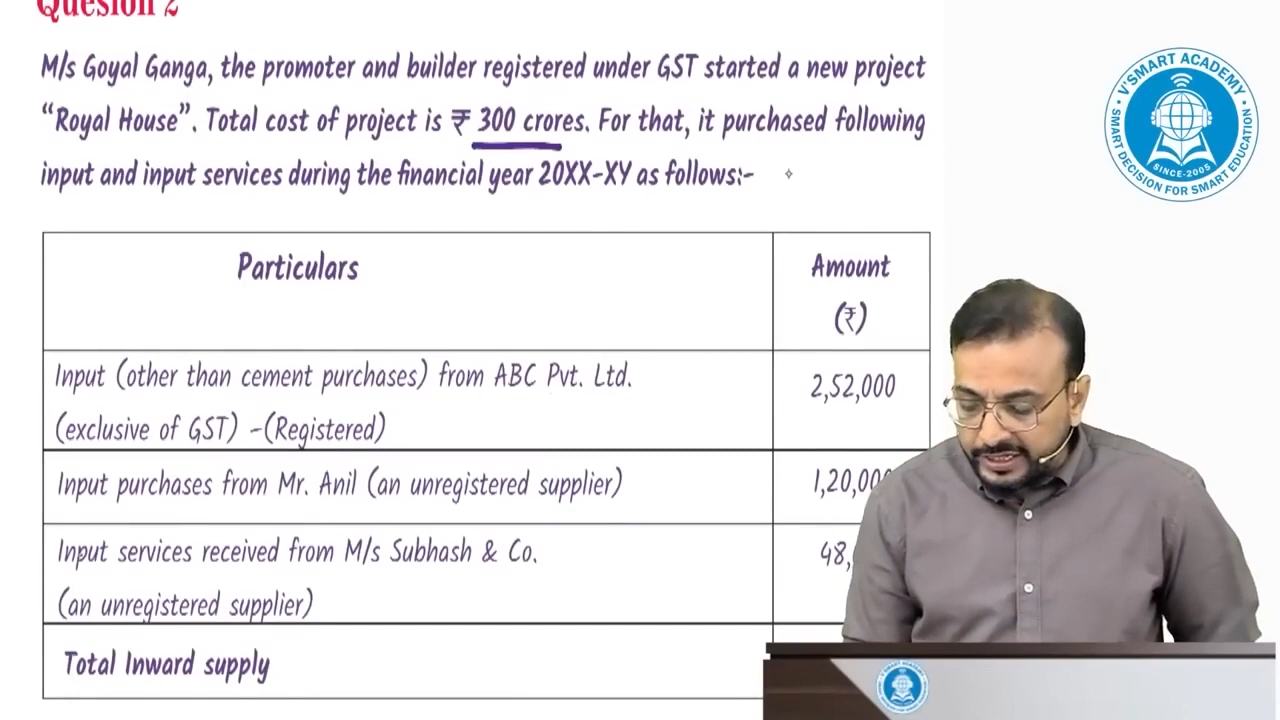 Quesion 2
M/s Goyal Ganga, the promoter and builder registered under GST started a new project
“Royal House”. Total cost of project is ₹ 300 crores. For that, it purchased following
input and input services during the financial year 20XX-XY as follows:-
Particulars
Amount
(₹)
Input (other than cement purchases) from ABC Pvt. Ltd.
(exclusive of GST) -(Registered)
2,52,000
Input purchases from Mr. Anil (an unregistered supplier)
Input services received from M/s Subhash & Co.
(an unregistered supplier)
Total Inward supply
V'SMART ACADEMY
SINCE-2005
SMART DECISION FOR SMART EDUCATION